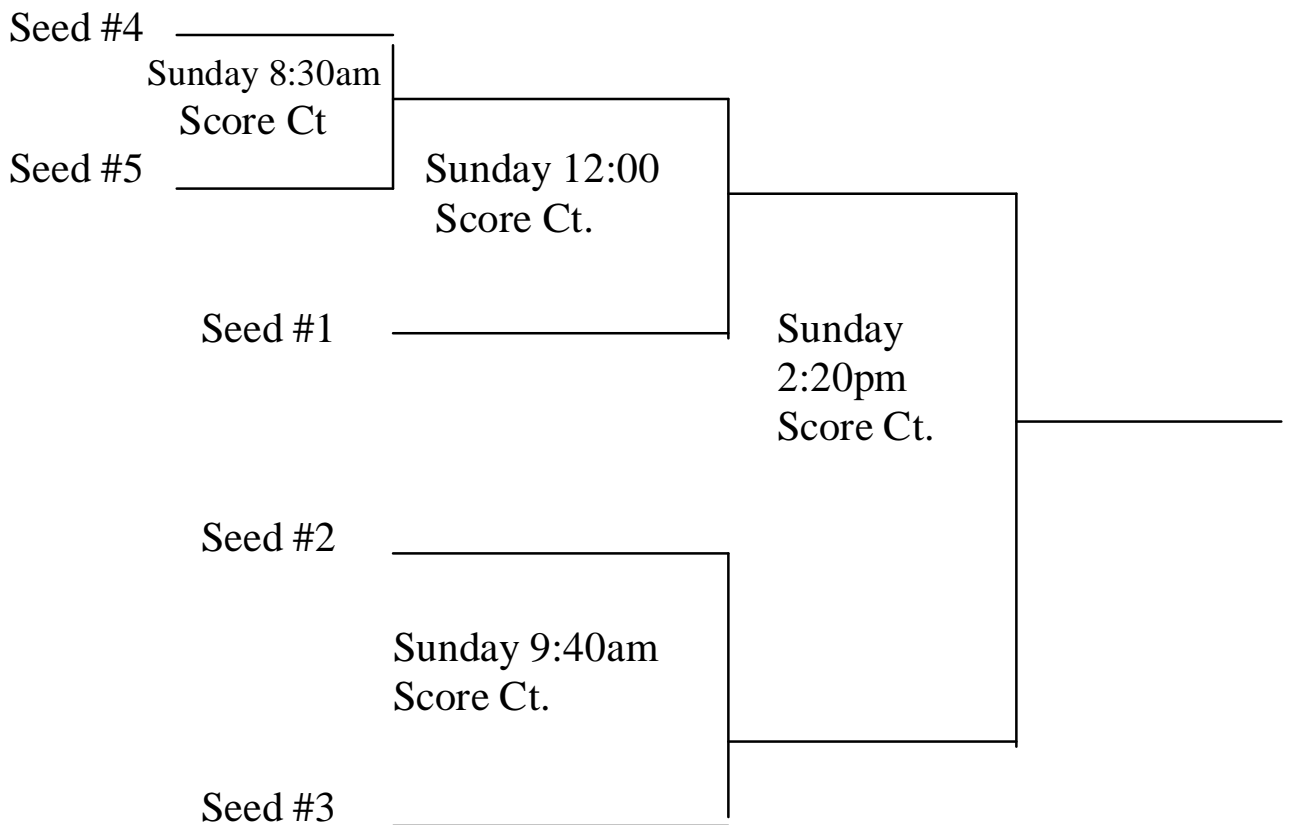 Seed #4
Sunday 8:30am
Score Ct
Seed #5
Sunday 12:00
Score Ct.
Seed #1
Sunday
2:20pm
Score Ct.
Seed #2
Sunday 9:40am
Score Ct.
Seed #3